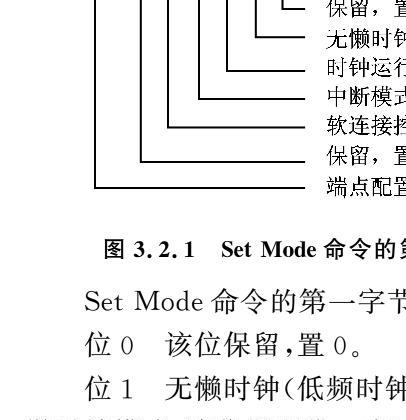 保留，置
无懒时钟
时钟运行
中断模式
软连接控
保留，置
端点配置
图 3.2.1 Set Mode 命令的第
Set Mode 命令的第一字节
位 0 该位保留，置 0。
位 1 无懒时钟（低频时钟